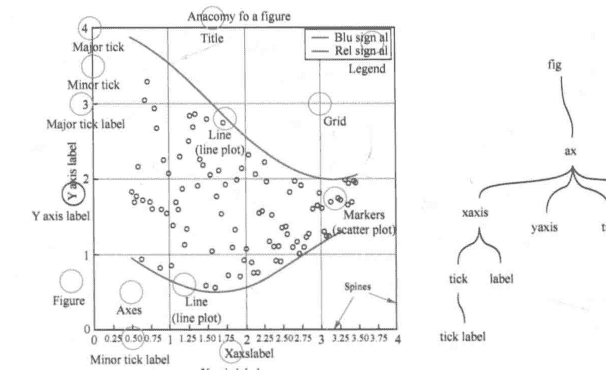 Anacomy fo a figure
4
Blu sign al
Title
Major tick
Rel sign al
Legend
fig
Minor tick
3
Major tick label
Grid
Line
(line plot)
ax
Y axis label
2
Y axis label
Markers
(scatter plot)
xaxis
yaxis
1
tick
label
Figure
Axes
Line
(line plot)
Spines
0
tick label
0 0.25 0.50 0.75 1 1.25 1.50 1.75 2 2.25 2.50 2.75 3 3.25 3.50 3.75 4
Minor tick label
Xaxslabel